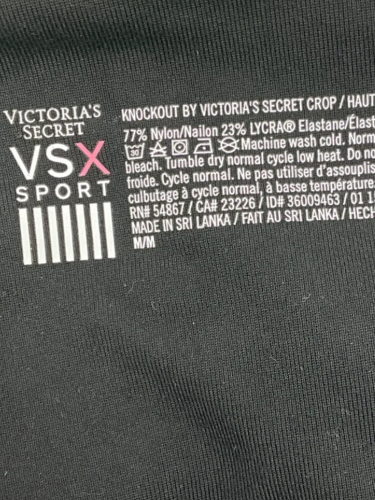 VICTORIA'S
SECRET
VSX
SPORT
KNOCKOUT BY VICTORIA'S SECRET CROP / HAUT
77% Nylon/Nailon 23% LYCRA® Elastane/Élast
30 Machine wash cold. Norm
bleach. Tumble dry normal cycle low heat. Do no
froide. Cycle normal. Ne pas utiliser d'assouplis
culbutage à cycle normal, à basse température
RN# 54867 / CA# 23226 / ID# 36009463 / 01 1
MADE IN SRI LANKA / FAIT AU SRI LANKA / HECH
M/M